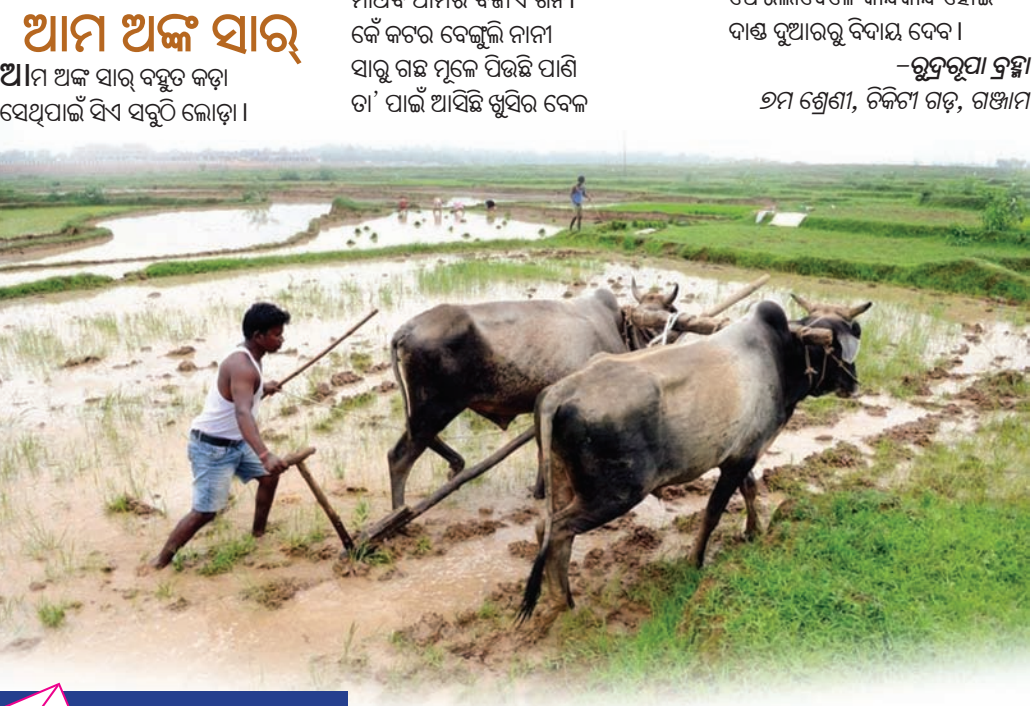 ଆମ ଅଙ୍କ ସାର୍
ଆମ ଅଙ୍କ ସାର୍ ବହୁତ କଡ଼ା
ସେଥିପାଇଁ ସିଏ ସବୁଠି ଲୋଡ଼ା ।
କେଁ କଟର ବେଙ୍ଗୁଲି ନାନୀ
ସାରୁ ଗଛ ମୂଳେ ପିଉଛି ପାଣି
ତା’ ପାଇଁ ଆସିଛି ଖୁସିର ବେଳ
ଦାଣ୍ଡ ଦୁଆରରୁ ବିଦାୟ ଦେବ ।
–ରୁଦ୍ରରୂପା ବ୍ରହ୍ମା
୭ମ ଶ୍ରେଣୀ, ଚିକିଟୀ ଗଡ଼, ଗଞ୍ଜାମ